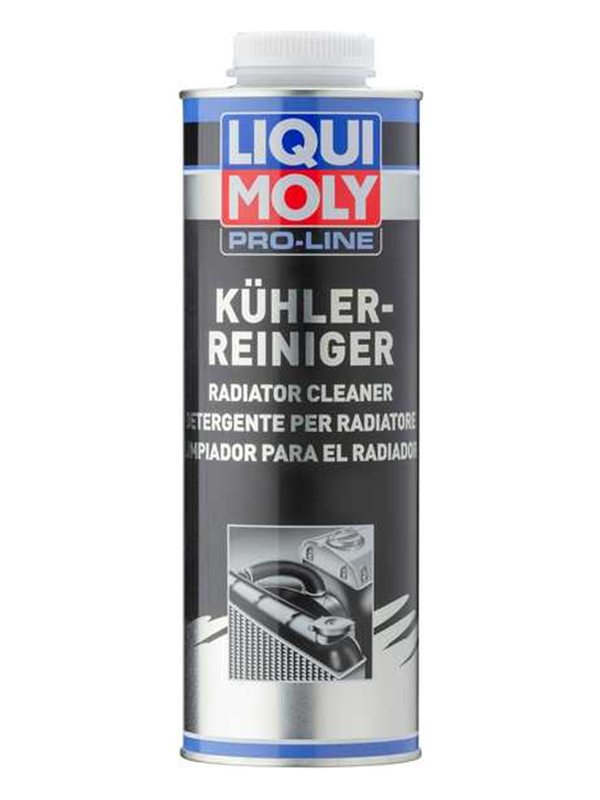 LIQUI
MOLY
PRO-LINE
KÜHLER-
REINIGER
RADIATOR CLEANER
DETERGENTE PER RADIATORE
LIMPIADOR PARA EL RADIADOR